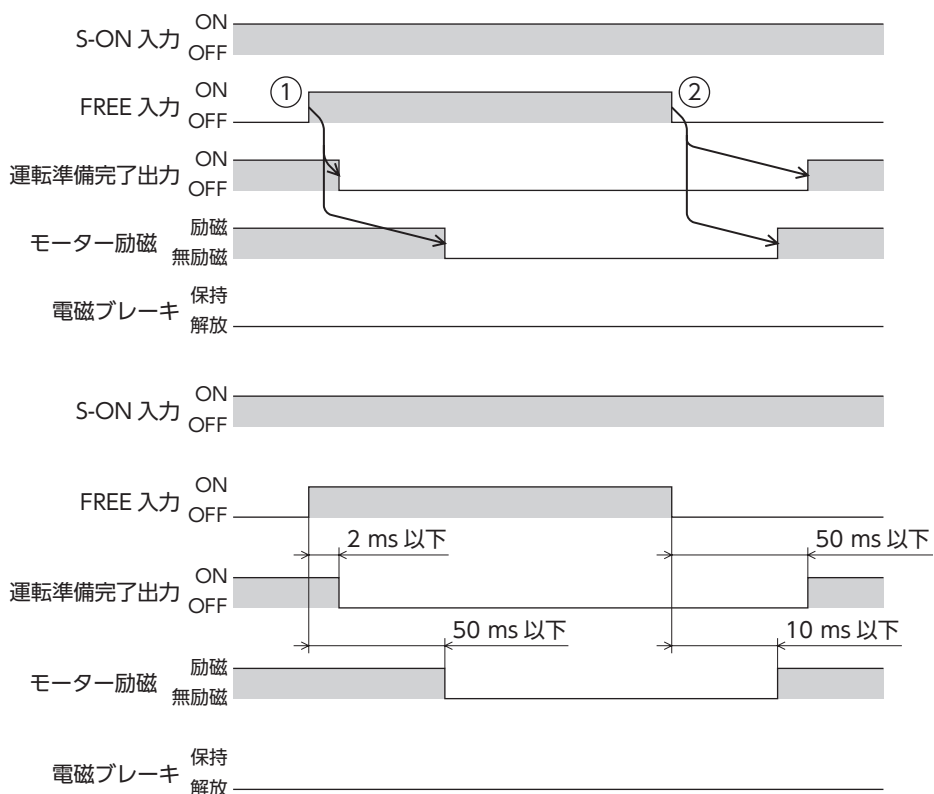 S-ON 入力 ON
OFF
FREE 入力 ON
OFF
① ②
運転準備完了出力 ON
OFF
モーター励磁 励磁
無励磁
電磁ブレーキ 保持
解放
S-ON 入力 ON
OFF
FREE 入力 ON
OFF
2 ms 以下 50 ms 以下
運転準備完了出力 ON
OFF
50 ms 以下 10 ms 以下
モーター励磁 励磁
無励磁
電磁ブレーキ 保持
解放